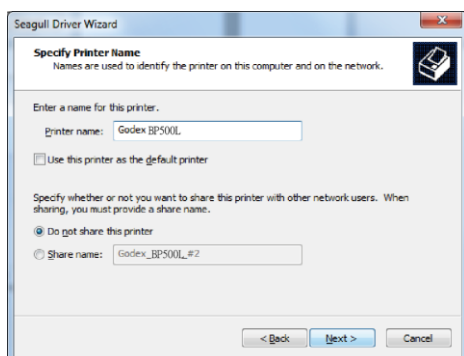 Seagull Driver Wizard
Specify Printer Name
Names are used to identify the printer on this computer and on the network.
Enter a name for this printer.
Printer name: Godex BP500L
Use this printer as the default printer
Specify whether or not you want to share this printer with other network users. When
sharing, you must provide a share name.
Do not share this printer
Share name: Godex_BP500L_#2
< Back Next > Cancel